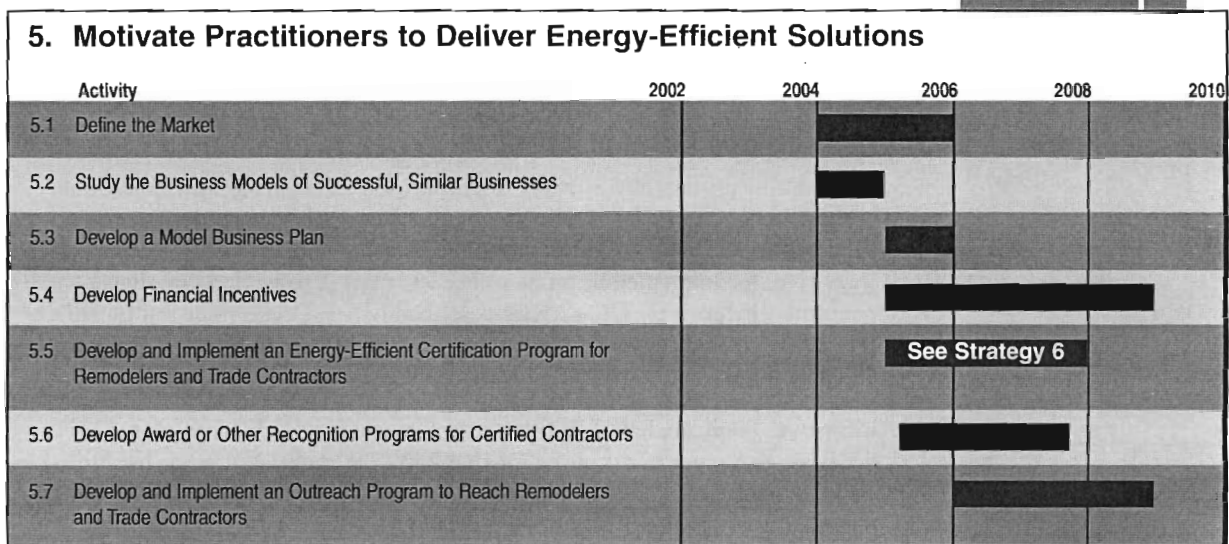 5. Motivate Practitioners to Deliver Energy-Efficient Solutions
Activity 2002 2004 2006 2008 2010
5.1 Define the Market
5.2 Study the Business Models of Successful, Similar Businesses
5.3 Develop a Model Business Plan
5.4 Develop Financial Incentives
5.5 Develop and Implement an Energy-Efficient Certification Program for See Strategy 6
Remodelers and Trade Contractors
5.6 Develop Award or Other Recognition Programs for Certified Contractors
5.7 Develop and Implement an Outreach Program to Reach Remodelers
and Trade Contractors